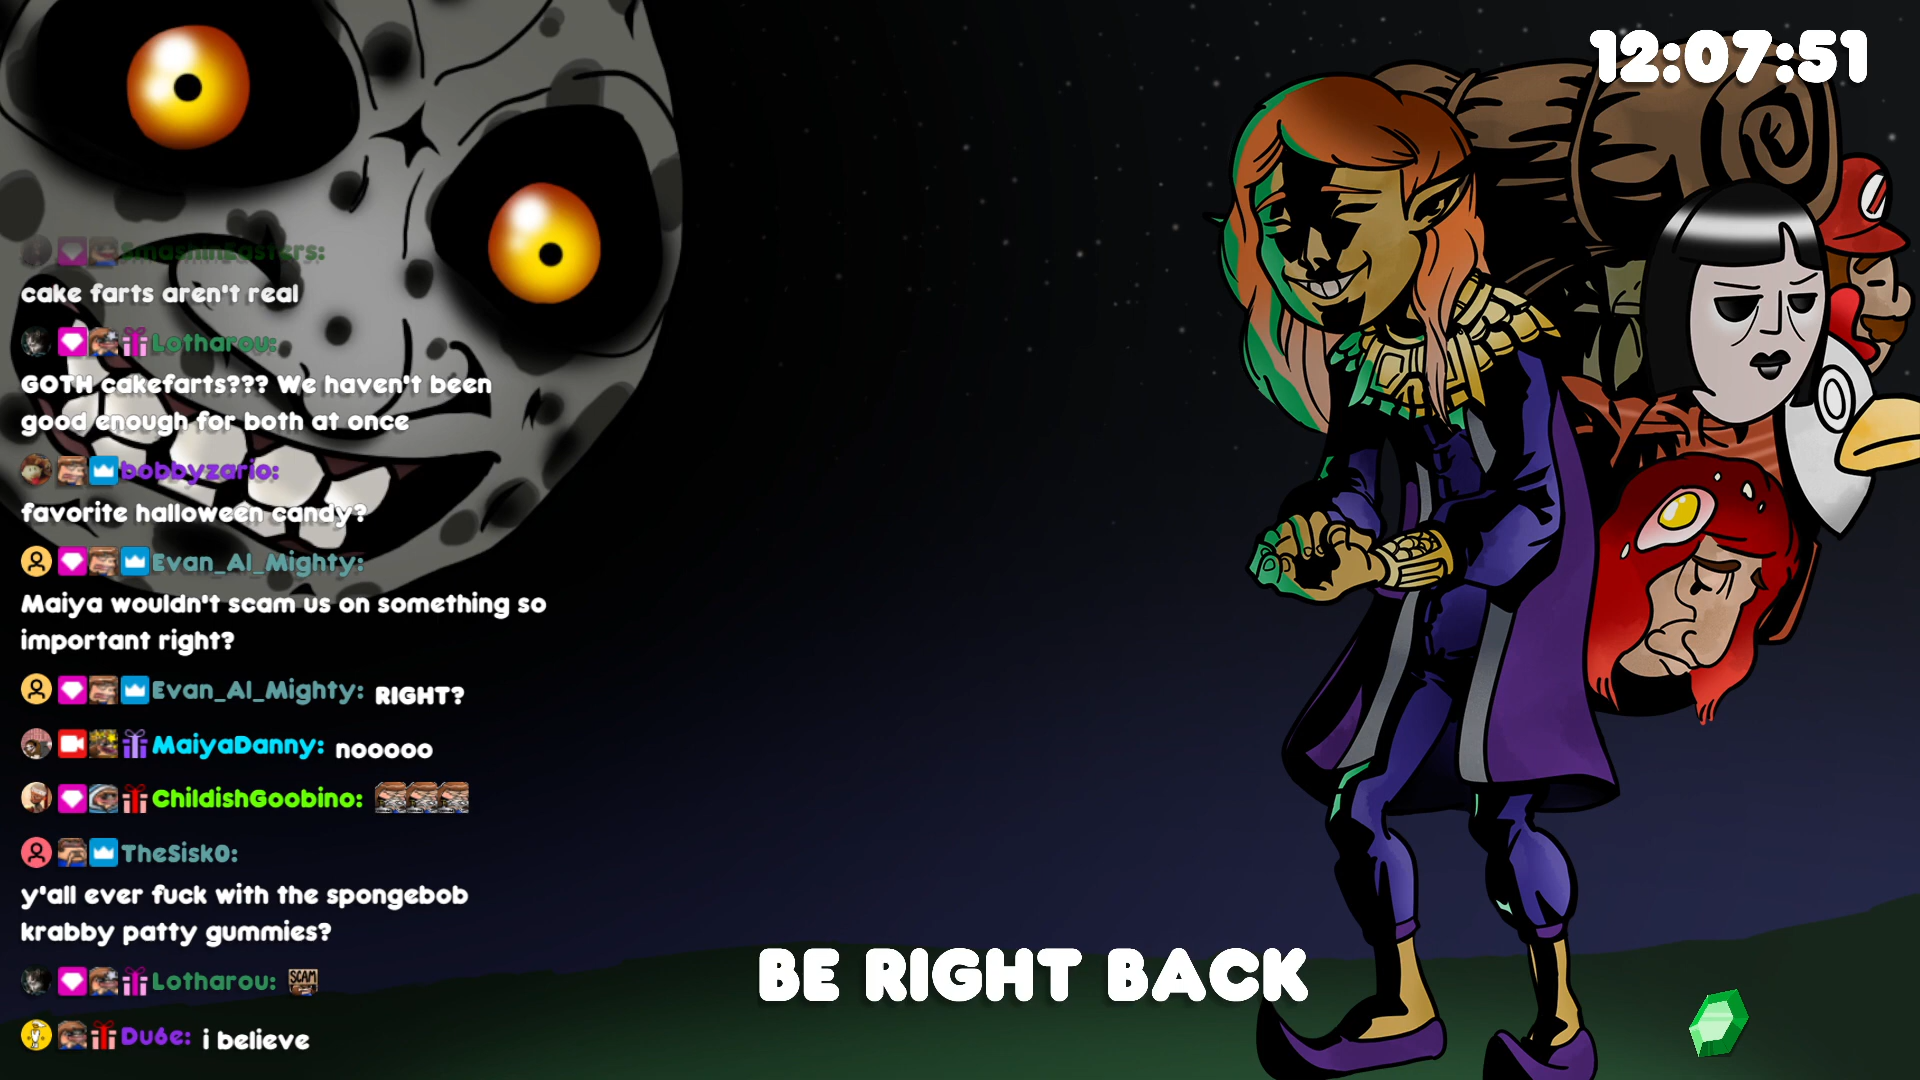 12:07:51
SmashinEasters:
cake farts aren't real
Lotharou:
GOTH cakefarts??? We haven't been
good enough for both at once
bobbyzario:
favorite halloween candy?
Evan_Al_Mighty:
Maiya wouldn't scam us on something so
important right?
Evan_Al_Mighty: RIGHT?
MaiyaDanny: nooooo
ChildishGoobino:
TheSisk0:
y'all ever fuck with the spongebob
krabby patty gummies?
Lotharou: SCAM
Du6e: i believe
BE RIGHT BACK